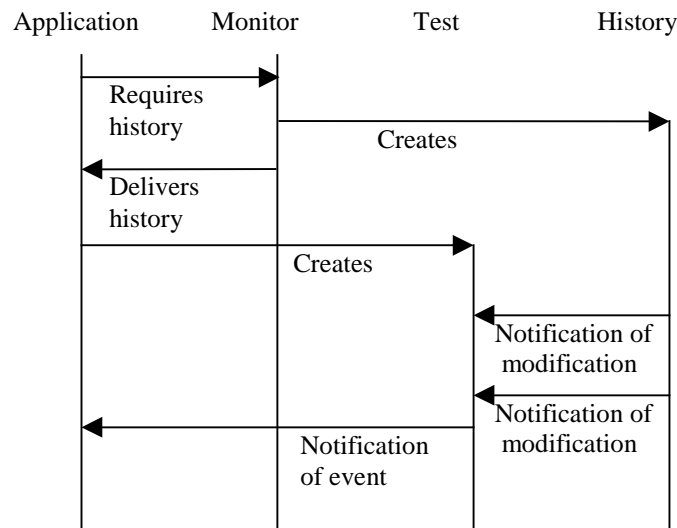 Application Monitor Test History
Requires
history
Creates
Delivers
history
Creates
Notification of
modification
Notification of
modification
Notification
of event